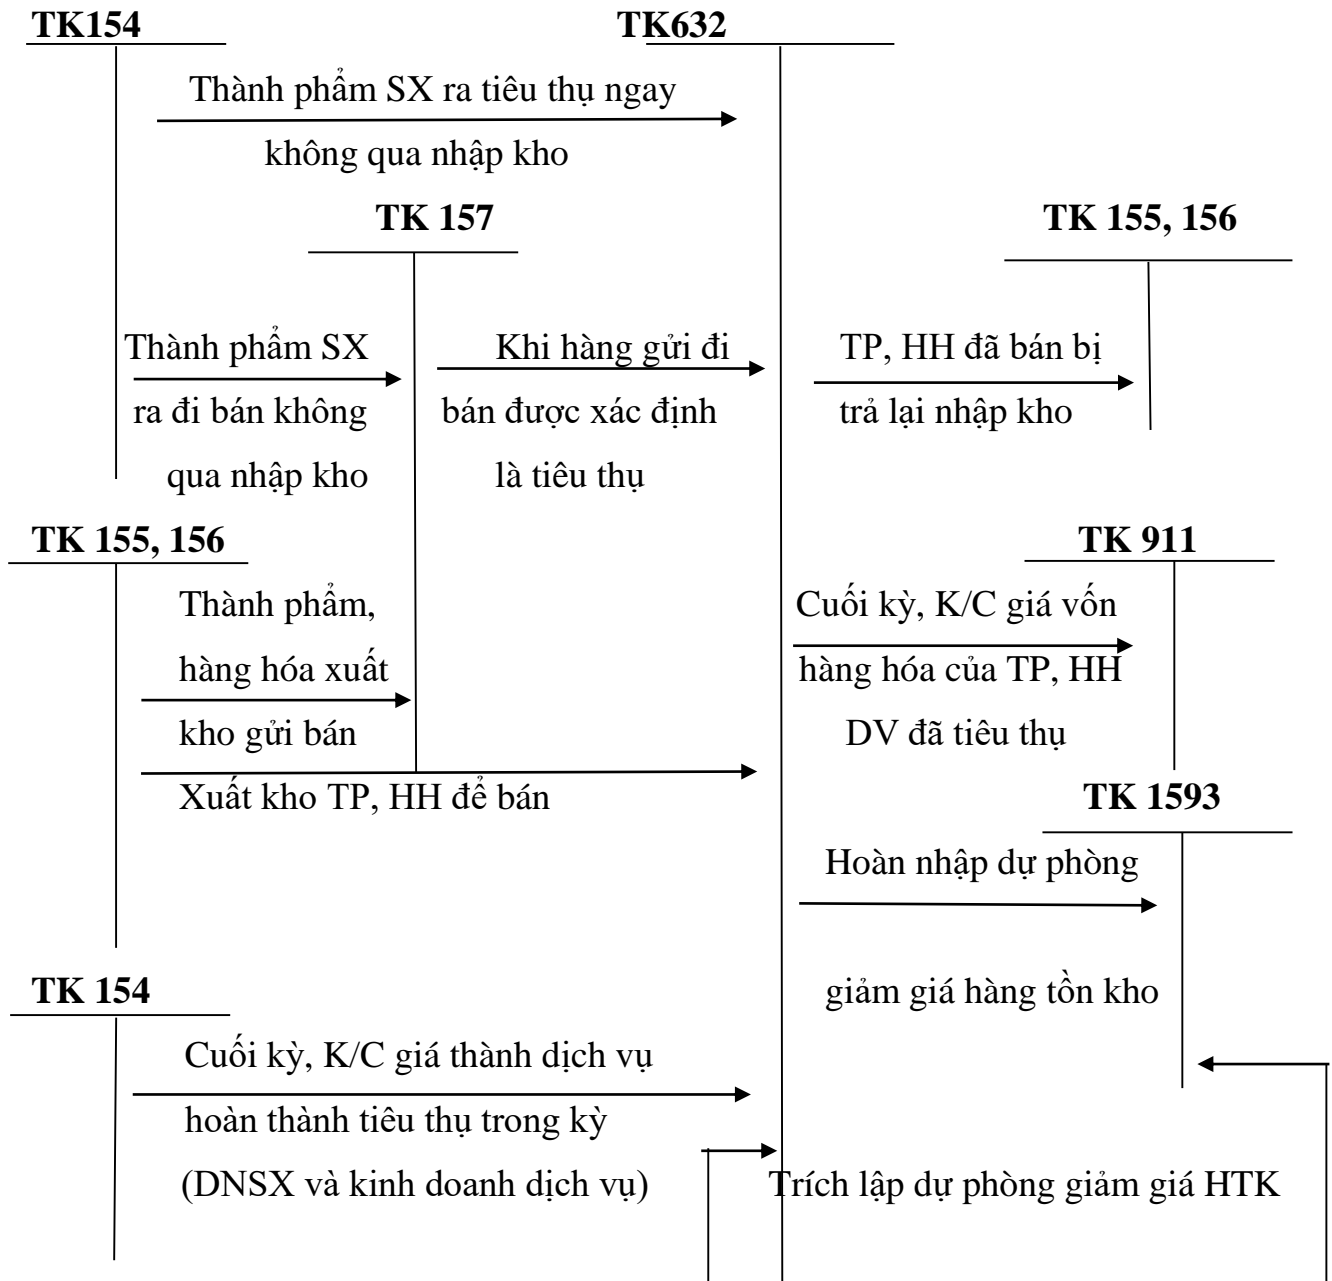 TK154
TK632
Thành phẩm SX ra tiêu thụ ngay
không qua nhập kho
TK 157
TK 155, 156
Thành phẩm SX
ra đi bán không
qua nhập kho
Khi hàng gửi đi
bán được xác định
là tiêu thụ
TP, HH đã bán bị
trả lại nhập kho
TK 155, 156
TK 911
Thành phẩm,
hàng hóa xuất
kho gửi bán
Xuất kho TP, HH để bán
Cuối kỳ, K/C giá vốn
hàng hóa của TP, HH
DV đã tiêu thụ
TK 1593
Hoàn nhập dự phòng
giảm giá hàng tồn kho
TK 154
Cuối kỳ, K/C giá thành dịch vụ
hoàn thành tiêu thụ trong kỳ
(DNSX và kinh doanh dịch vụ)
Trích lập dự phòng giảm giá HTK